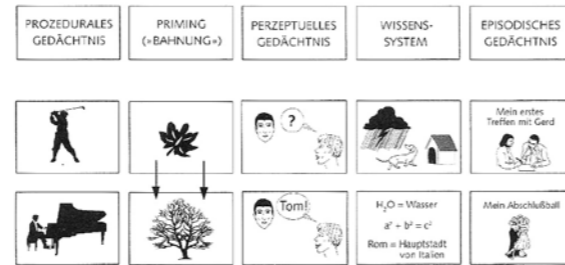 PROZEDURALES
GEDÄCHTNIS
PRIMING
(»BAHNUNG«)
PERZEPTUELLES
GEDÄCHTNIS
WISSENS-
SYSTEM
EPISODISCHES
GEDÄCHTNIS
?
Mein erstes
Treffen mit Gerd
Tom!
H₂O = Wasser
a² + b² = c²
Rom = Hauptstadt
von Italien
Mein Abschlußball